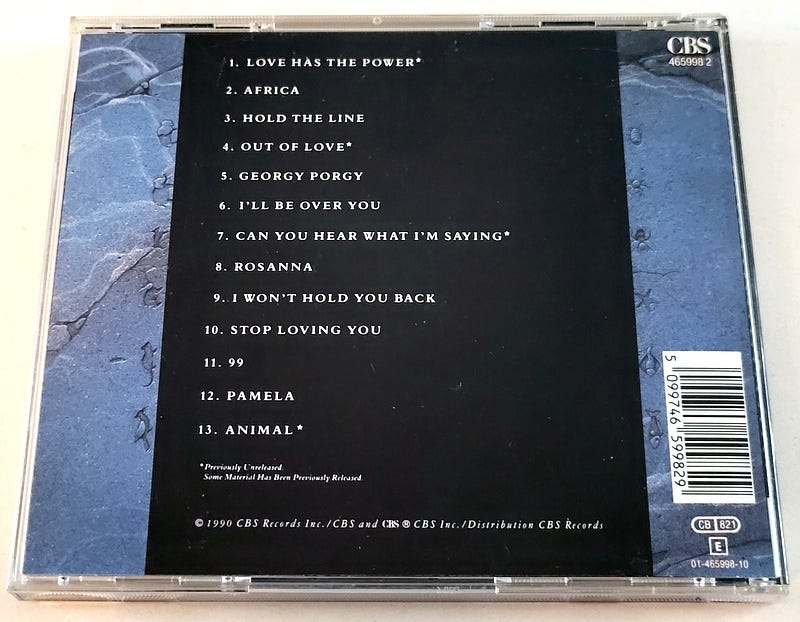 CBS
465998 2
1. LOVE HAS THE POWER*
2. AFRICA
3. HOLD THE LINE
4. OUT OF LOVE*
5. GEORGY PORGY
6. I'LL BE OVER YOU
7. CAN YOU HEAR WHAT I'M SAYING*
8. ROSANNA
9. I WON'T HOLD YOU BACK
10. STOP LOVING YOU
11. 99
12. PAMELA
13. ANIMAL*
*Previously Unreleased.
Some Material Has Been Previously Released
© 1990 CBS Records Inc./CBS and CBS ® CBS Inc./Distribution CBS Records
5 099746 599829
CB 821
E
01-465998-10